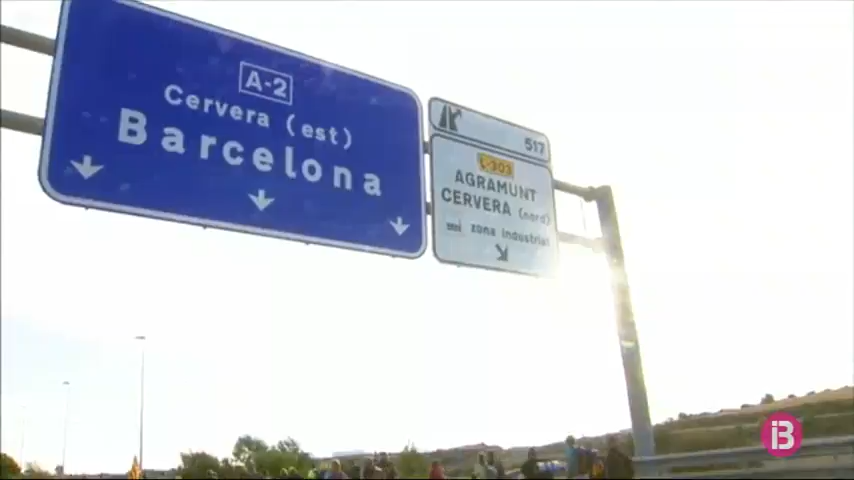 A-2
Cervera (est)
Barcelona
517
L-303
AGRAMUNT
CERVERA (nord)
zona industrial
IB